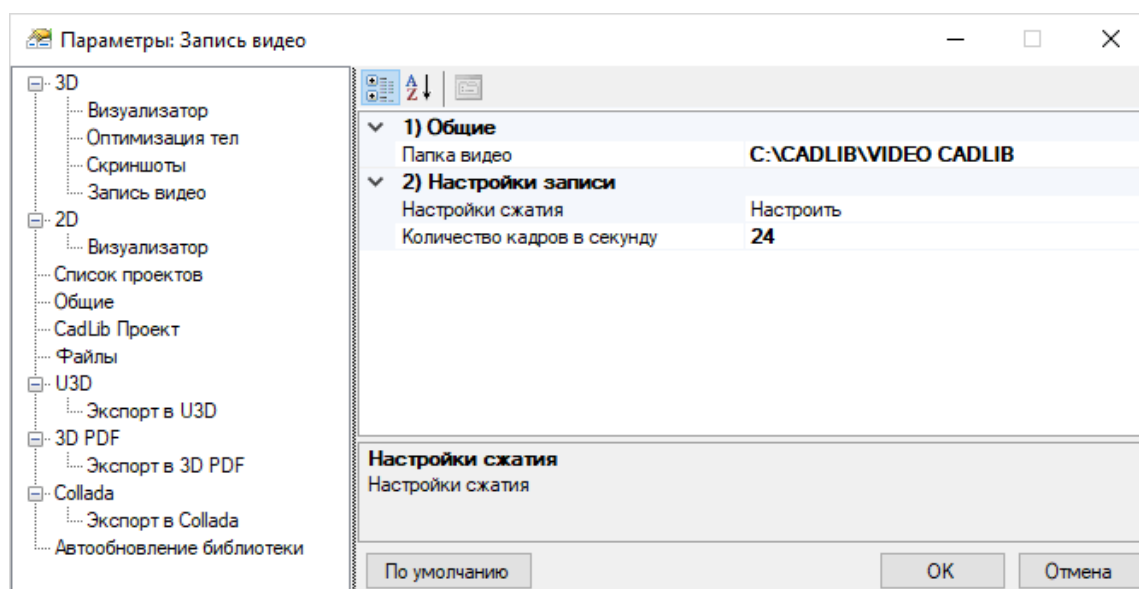 Параметры: Запись видео
3D
Визуализатор
Оптимизация тел
Скриншоты
Запись видео
2D
Визуализатор
Список проектов
Общие
CadLib Проект
Файлы
U3D
Экспорт в U3D
3D PDF
Экспорт в 3D PDF
Collada
Экспорт в Collada
Автообновление библиотеки
1) Общие
Папка видео C:\CADLIB\VIDEO CADLIB
2) Настройки записи
Настройки сжатия Настроить
Количество кадров в секунду 24
Настройки сжатия
Настройки сжатия
По умолчанию OK Отмена